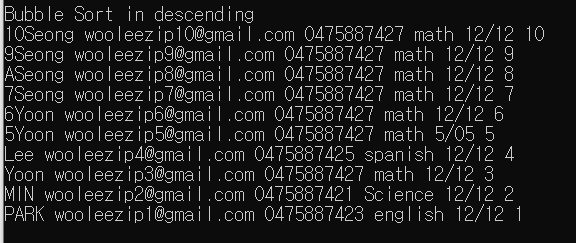 Bubble Sort in descending
10Seong wooleezip10@gmail.com 0475887427 math 12/12 10
9Seong wooleezip9@gmail.com 0475887427 math 12/12 9
ASeong wooleezip8@gmail.com 0475887427 math 12/12 8
7Seong wooleezip7@gmail.com 0475887427 math 12/12 7
6Yoon wooleezip6@gmail.com 0475887427 math 12/12 6
5Yoon wooleezip5@gmail.com 0475887427 math 5/05 5
Lee wooleezip4@gmail.com 0475887425 spanish 12/12 4
Yoon wooleezip3@gmail.com 0475887427 math 12/12 3
MIN wooleezip2@gmail.com 0475887421 Science 12/12 2
PARK wooleezip1@gmail.com 0475887423 english 12/12 1